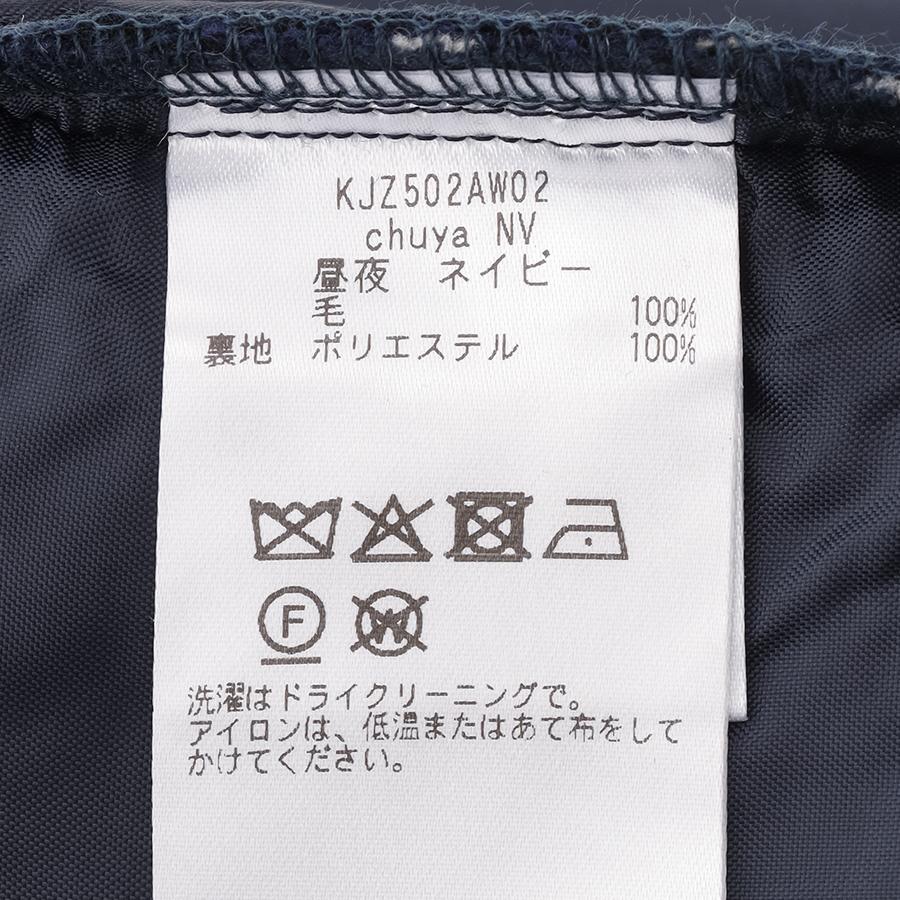 KJZ502AW02
chuya NV
昼夜 ネイビー
毛 100%
裏地 ポリエステル 100%
F
W
洗濯はドライクリーニングで。
アイロンは、低温またはあて布をして
かけてください。